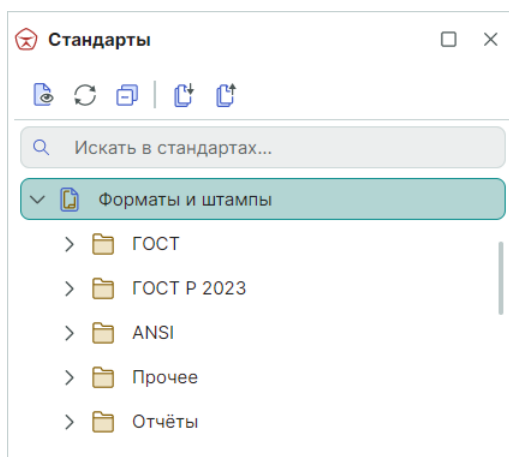 Стандарты
Искать в стандартах...
Форматы и штампы
ГОСТ
ГОСТ Р 2023
ANSI
Прочее
Отчёты